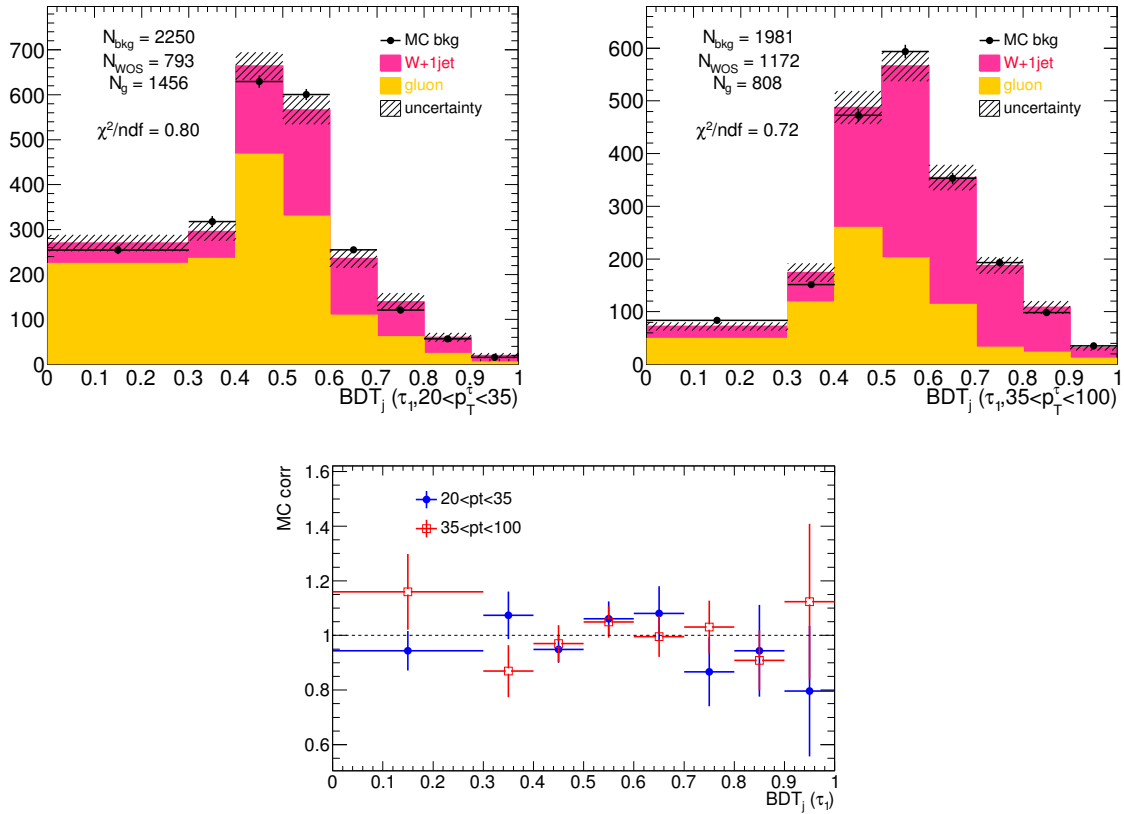 N_bkg = 2250
N_WOS = 793
N_g = 1456
χ²/ndf = 0.80
MC bkg
W+1jet
gluon
uncertainty
700
600
500
400
300
200
100
0
0 0.1 0.2 0.3 0.4 0.5 0.6 0.7 0.8 0.9 1
BDT_j (τ_1,20<p_T^τ<35)
N_bkg = 1981
N_WOS = 1172
N_g = 808
χ²/ndf = 0.72
MC bkg
W+1jet
gluon
uncertainty
600
500
400
300
200
100
0
0 0.1 0.2 0.3 0.4 0.5 0.6 0.7 0.8 0.9 1
BDT_j (τ_1,35<p_T^τ<100)
MC corr
20<pt<35
35<pt<100
1.6
1.4
1.2
1
0.8
0.6
0 0.1 0.2 0.3 0.4 0.5 0.6 0.7 0.8 0.9 1
BDT_j (τ_1)